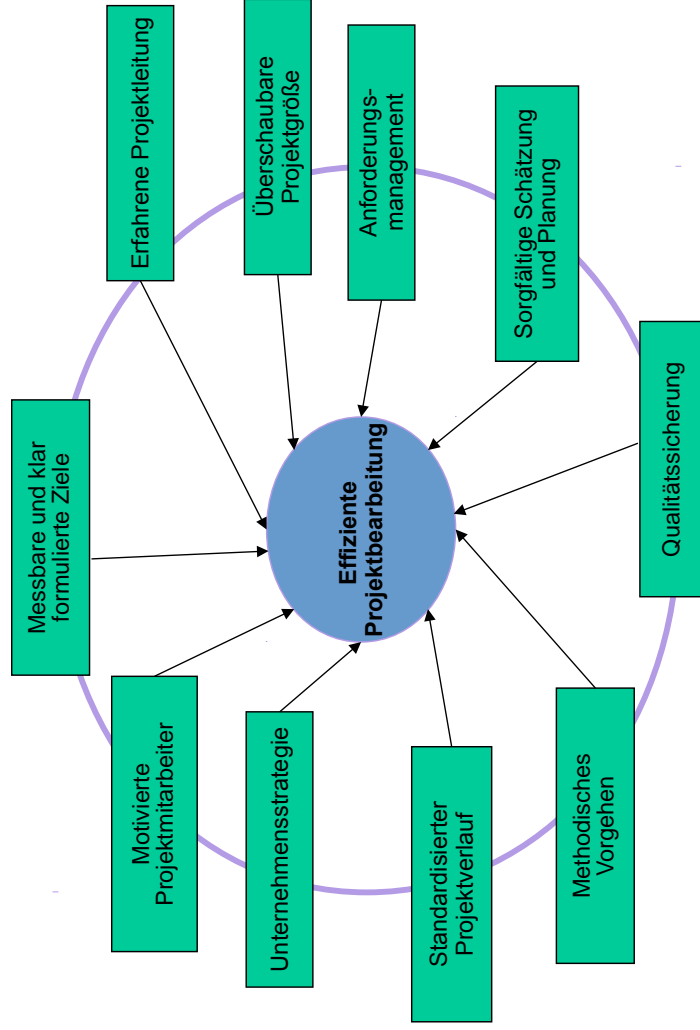 Messbare und klar
formulierte Ziele
Erfahrene Projektleitung
Überschaubare
Projektgröße
Anforderungs-
management
Sorgfältige Schätzung
und Planung
Qualitätssicherung
Methodisches
Vorgehen
Standardisierter
Projektverlauf
Unternehmensstrategie
Motivierte
Projektmitarbeiter
Effiziente
Projektbearbeitung